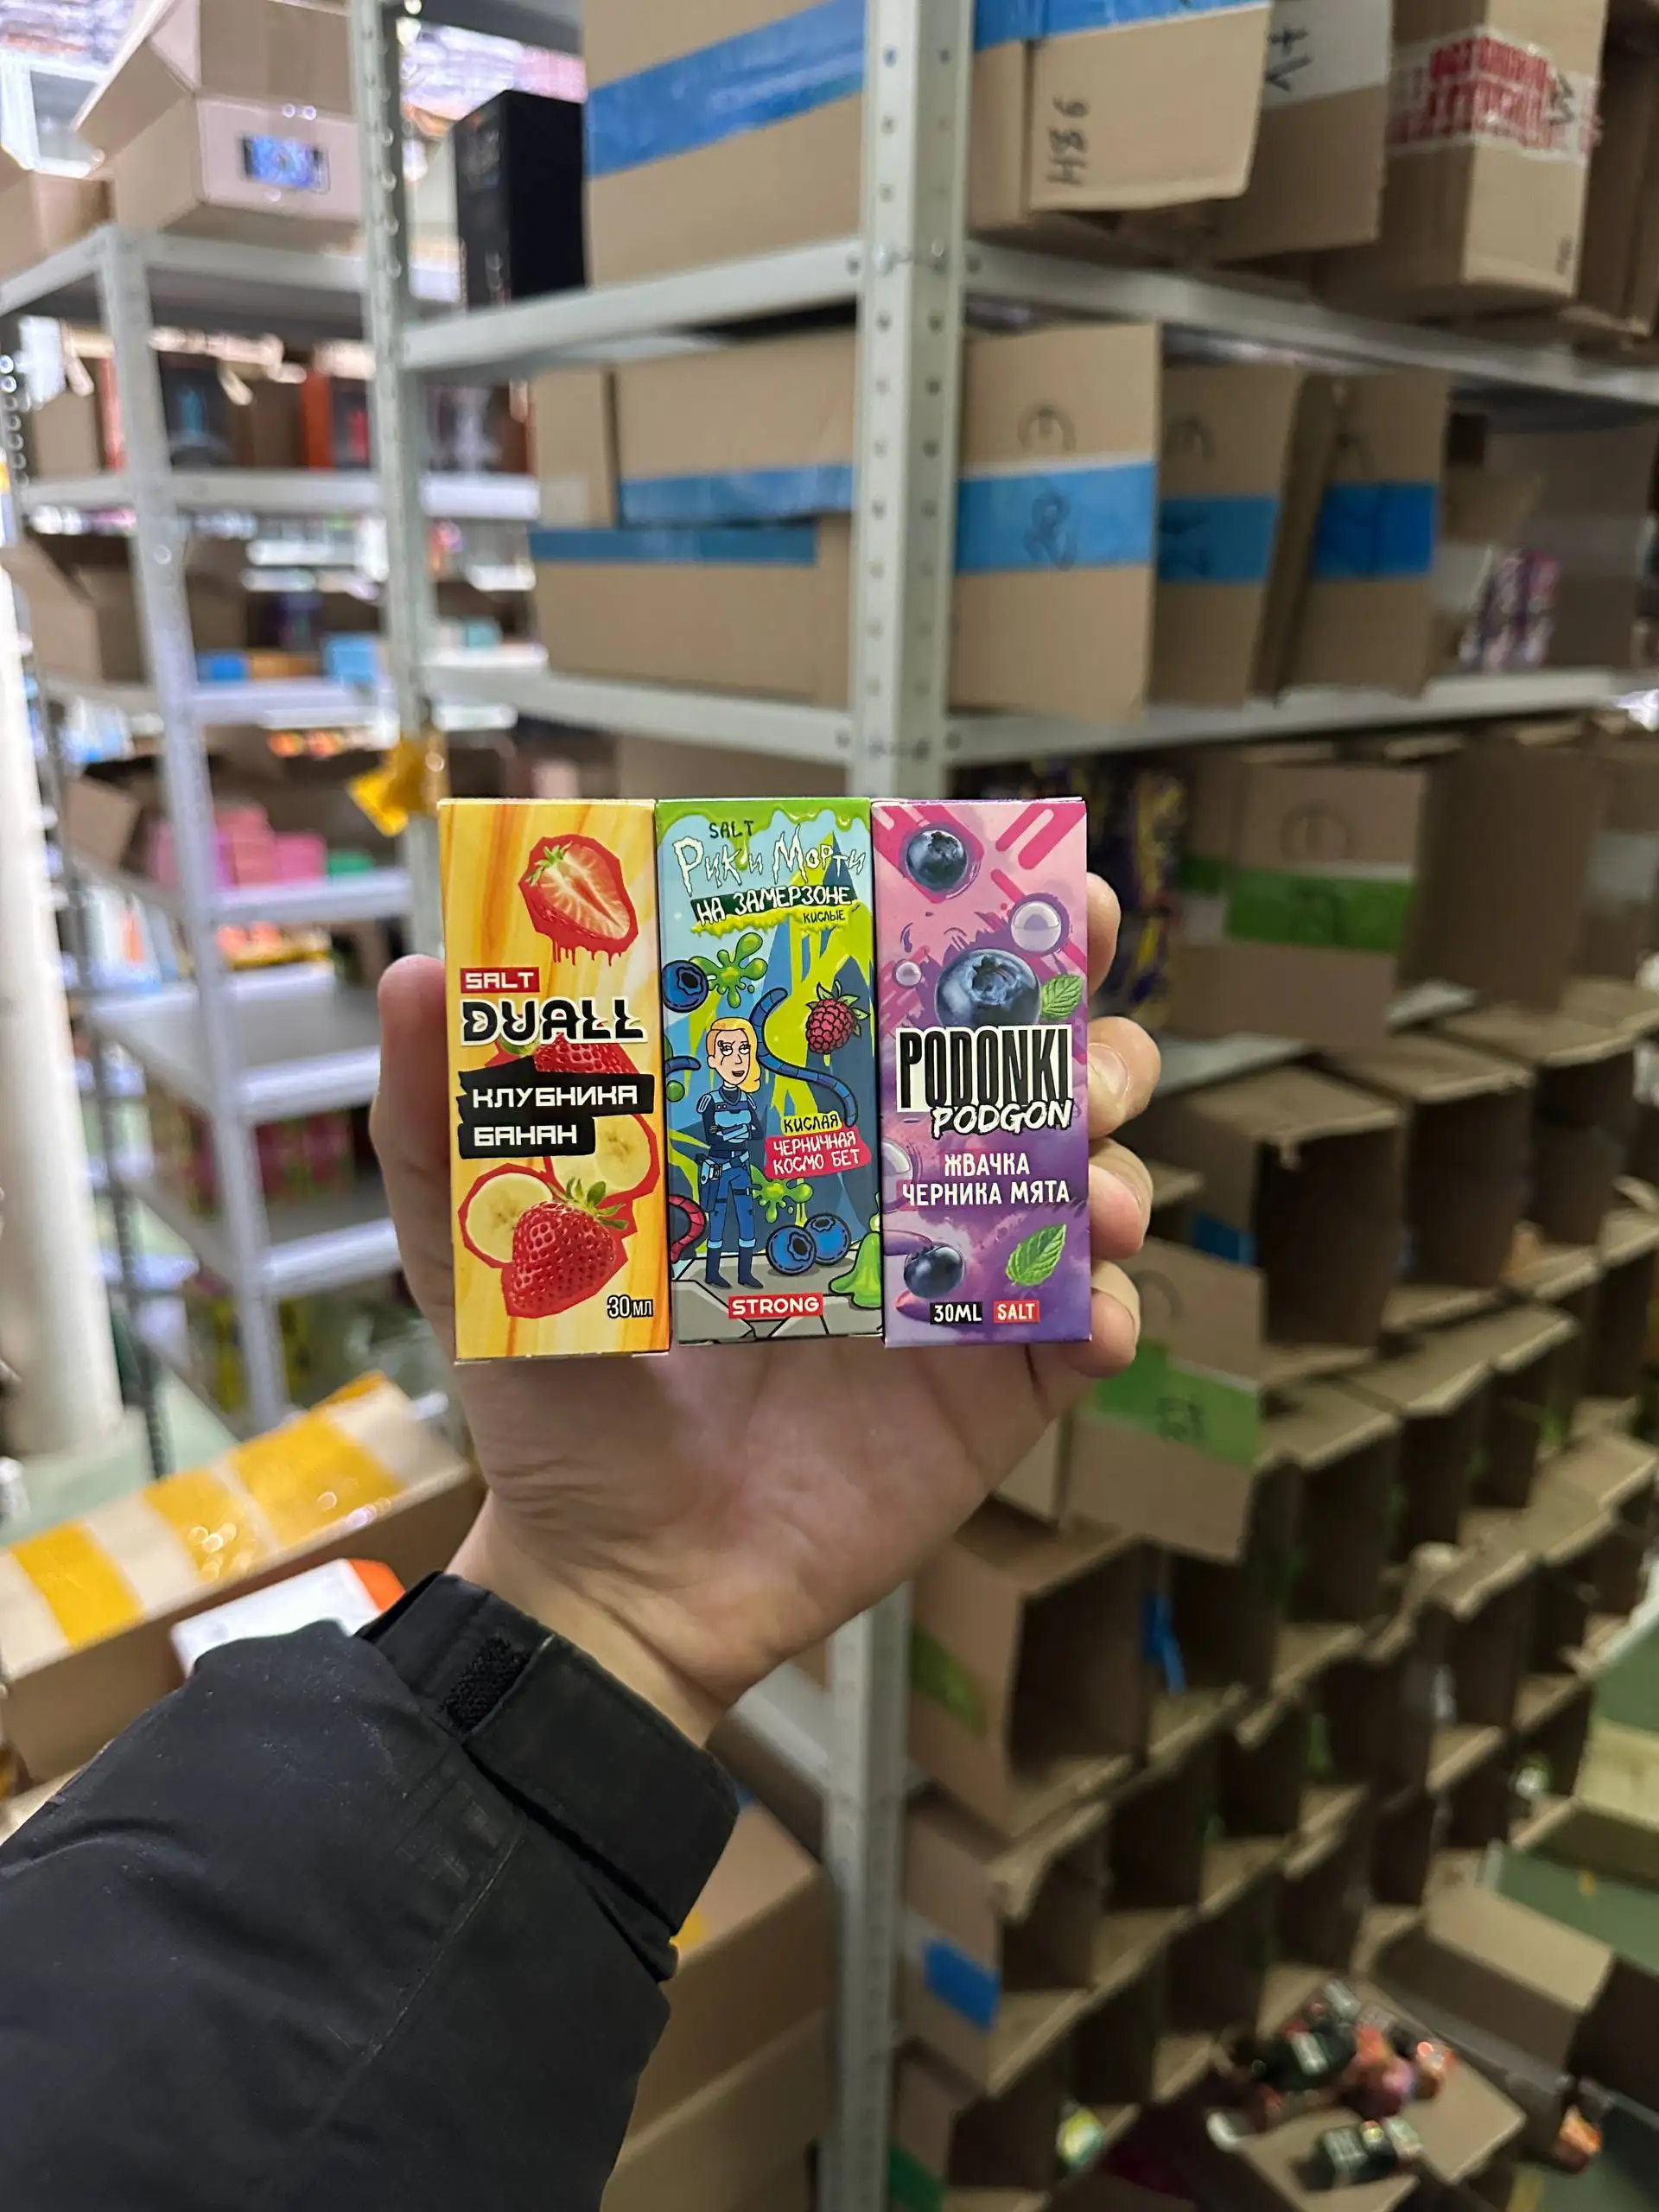 H86
SALT
DUALL
КЛУБНИКА
БАНАН
30МЛ
SALT
Рик и Морти
НА ЗАМЕРЗОНЕ
КИСЛЫЕ
КИСЛАЯ
ЧЕРНИЧНАЯ
КОСМО БЕТ
STRONG
PODONKI
PODGON
ЖВАЧКА
ЧЕРНИКА МЯТА
30ML SALT